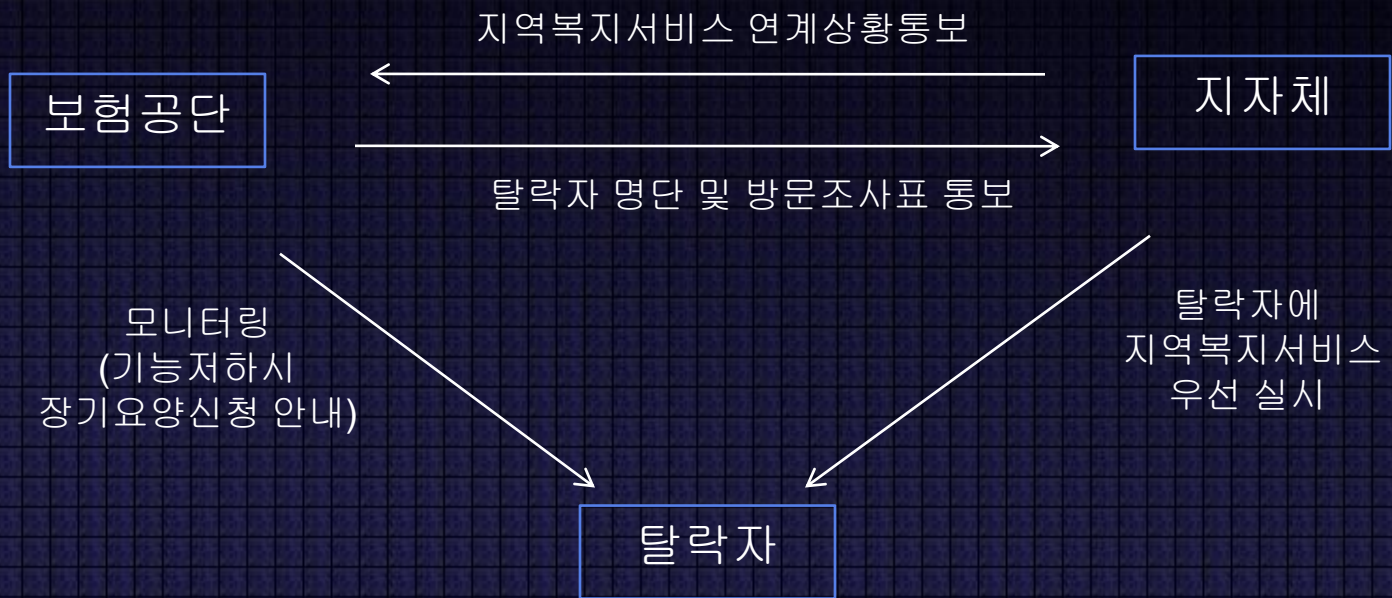 지역복지서비스 연계상황통보
보험공단
지자체
탈락자 명단 및 방문조사표 통보
모니터링
(기능저하시
장기요양신청 안내)
탈락자에
지역복지서비스
우선 실시
탈락자